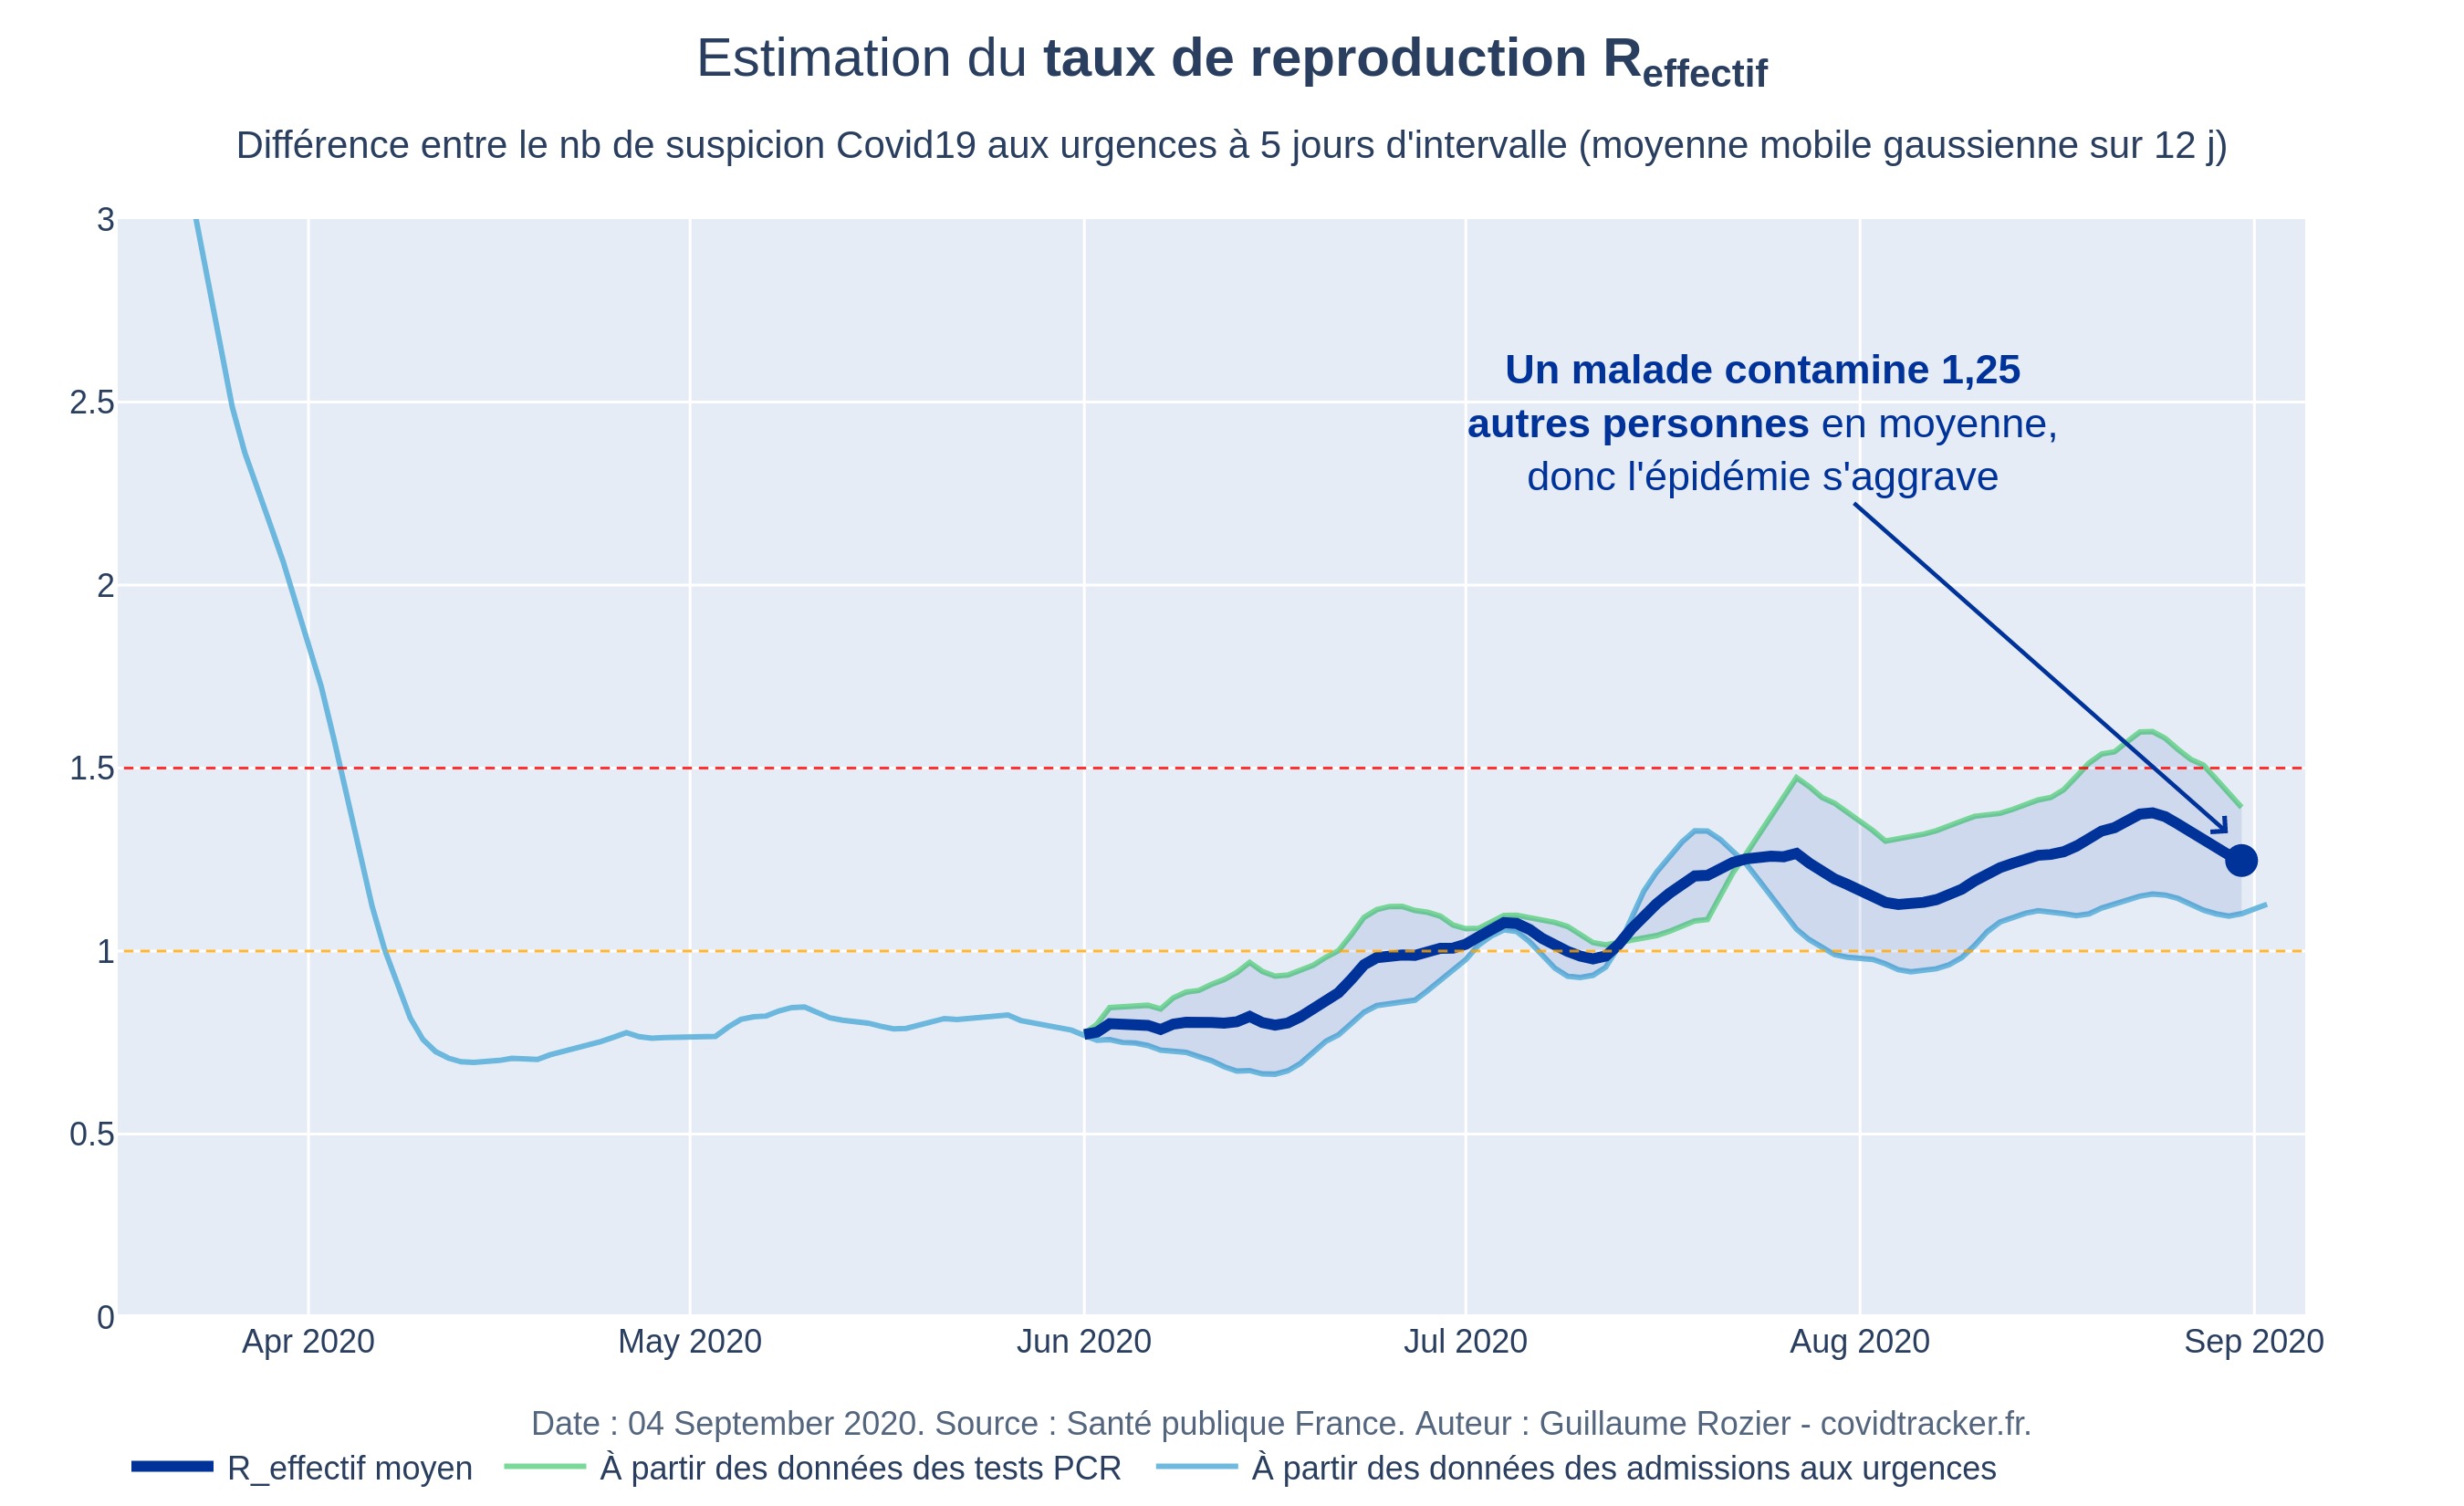 Estimation du taux de reproduction Reffectif
Différence entre le nb de suspicion Covid19 aux urgences à 5 jours d'intervalle (moyenne mobile gaussienne sur 12 j)
3
2.5
2
1.5
1
0.5
0
Un malade contamine 1,25
autres personnes en moyenne,
donc l'épidémie s'aggrave
Apr 2020 May 2020 Jun 2020 Jul 2020 Aug 2020 Sep 2020
Date : 04 September 2020. Source : Santé publique France. Auteur : Guillaume Rozier - covidtracker.fr.
R_effectif moyen À partir des données des tests PCR À partir des données des admissions aux urgences